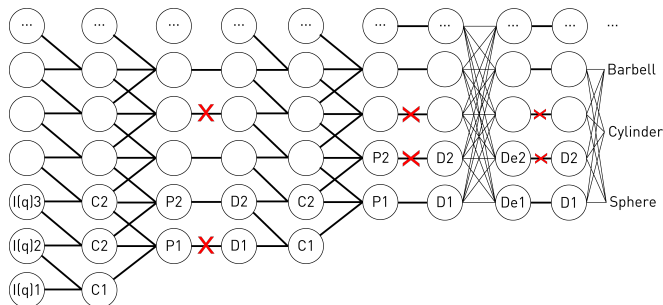 ... ... ... ... ... ... ... ... ... ...
Barbell
Cylinder
P2 D2 De2 D2
I(q)3 C2 P2 D2 C2 P1 D1 De1 D1 Sphere
I(q)2 C2 P1 D1 C1
I(q)1 C1